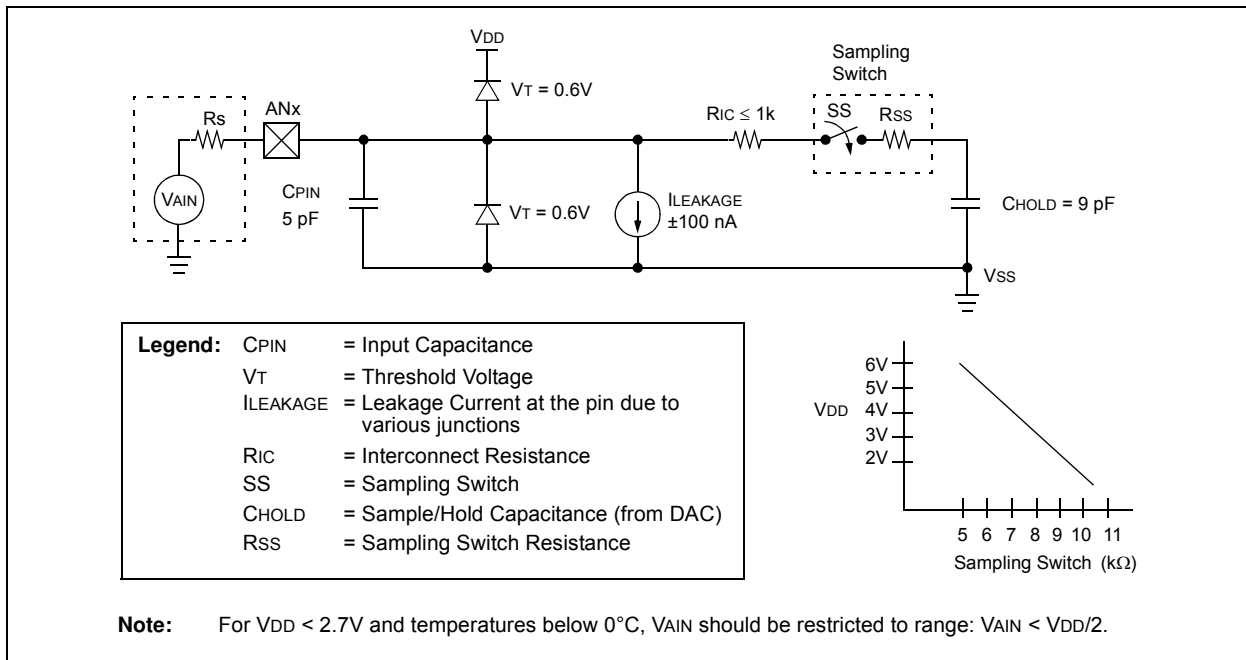 VDD
Sampling
Switch
VT = 0.6V
ANx
Rs
RIC ≤ 1k
SS
RSS
VAIN
CPIN
5 pF
VT = 0.6V
ILEAKAGE
±100 nA
CHOLD = 9 pF
VSS
Legend: CPIN = Input Capacitance
VT = Threshold Voltage
ILEAKAGE = Leakage Current at the pin due to
various junctions
RIC = Interconnect Resistance
SS = Sampling Switch
CHOLD = Sample/Hold Capacitance (from DAC)
RSS = Sampling Switch Resistance
6V
5V
VDD 4V
3V
2V
5 6 7 8 9 10 11
Sampling Switch (kΩ)
Note: For VDD < 2.7V and temperatures below 0°C, VAIN should be restricted to range: VAIN < VDD/2.